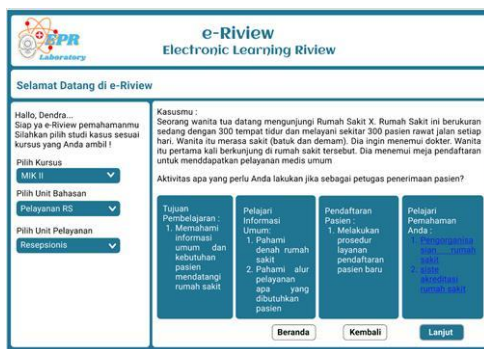 EPR
Laboratory
e-Riview
Electronic Learning Riview
Selamat Datang di e-Riview
Hallo, Dendra...
Siap ya e-Riview pemahamanmu
Silahkan pilih studi kasus sesuai
kursus yang Anda ambil !
Pilih Kursus
MIK II
Pilih Unit Bahasan
Pelayanan RS
Pilih Unit Pelayanan
Resepsionis
Kasusmu :
Seorang wanita tua datang mengunjungi Rumah Sakit X. Rumah Sakit ini berukuran
sedang dengan 300 tempat tidur dan melayani sekitar 300 pasien rawat jalan setiap
hari. Wanita itu merasa sakit (batuk dan demam). Dia ingin menemui dokter. Wanita
itu pertama kali berkunjung di rumah sakit tersebut. Dia menemui meja pendaftaran
untuk menddapatkan pelayanan medis umum
Aktivitas apa yang perlu Anda lakukan jika sebagai petugas penerimaan pasien?
Tujuan
Pembelajaran :
1. Memahami
informasi
umum dan
kebutuhan
pasien
mendatangi
rumah sakit
Pelajari
Informasi
Umum:
1. Pahami
denah rumah
sakit
2. Pahami alur
pelayanan
apa yang
dibutuhkan
pasien
Pendaftaran
Pasien :
1. Melakukan
prosedur
layanan
pendaftaran
pasien baru
Pelajari
Pemahaman
Anda :
1. Pengorganisa
sian rumah
sakit
2. siste
akreditasi
rumah sakit
Beranda
Kembali
Lanjut